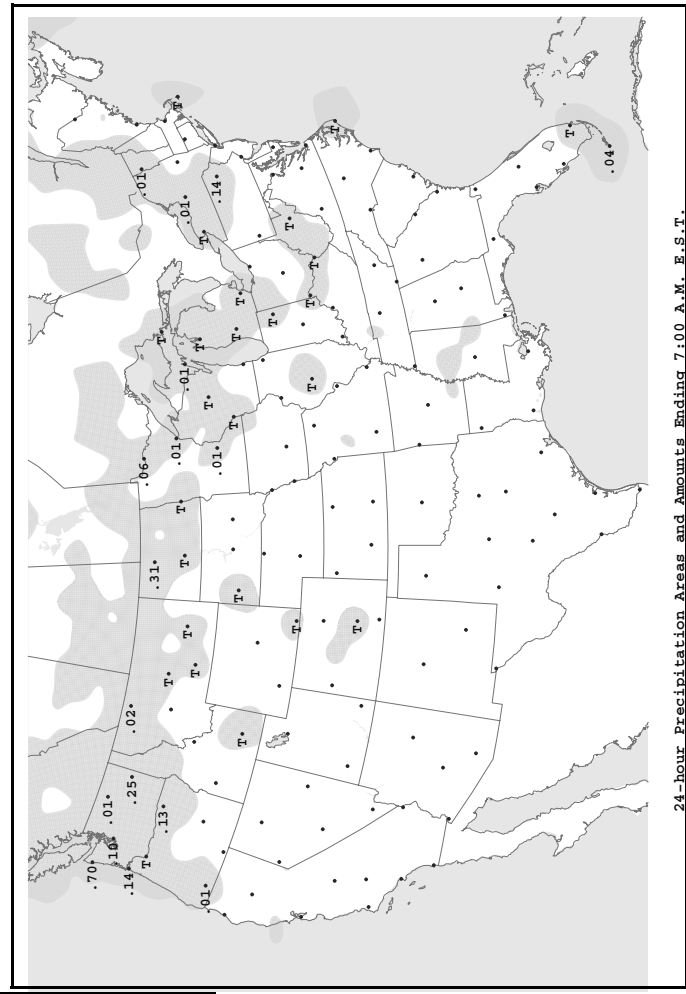 .70
.01
.10
.14
.02
.25
.01
.06
T
.31
T
.13
T
.01
T
T
.01
.01
T
T
T
T
T
.01
T
.14
.01
T
T
T
T
T
T
T
T
T
T
T
T
T
T
.04
24-hour Precipitation Areas and Amounts Ending 7:00 A.M. E.S.T.